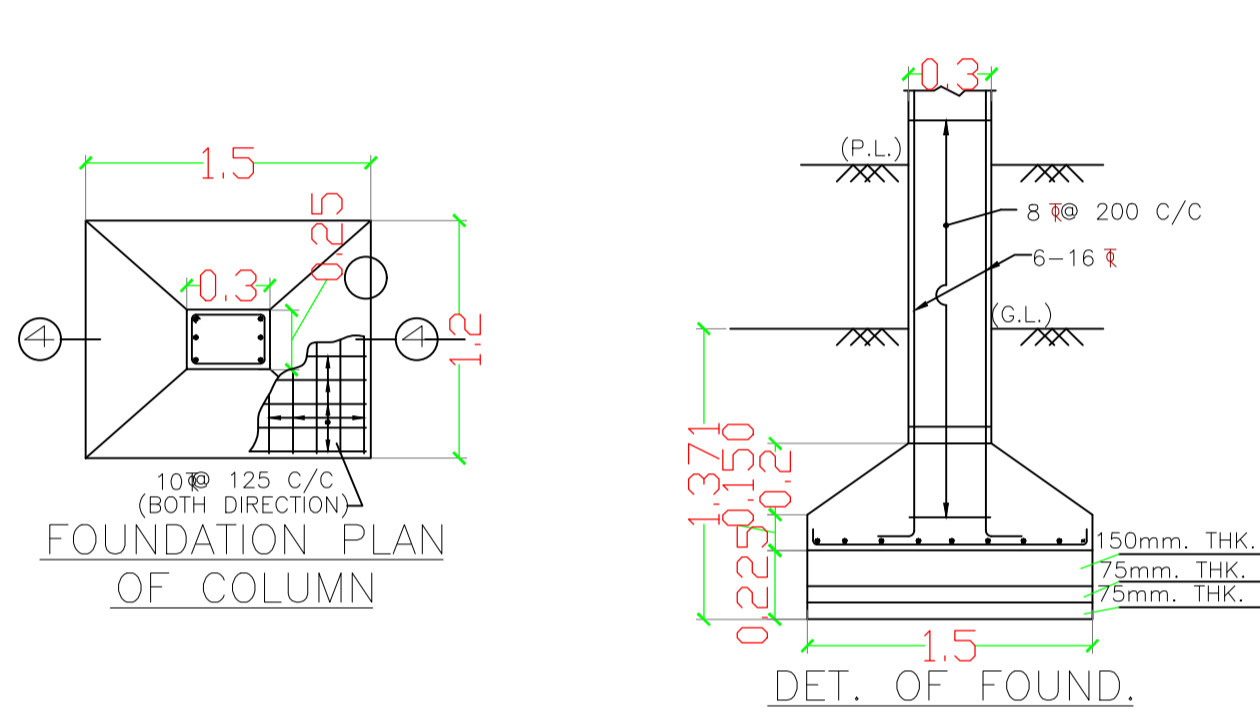 1.5
0.25
0.3
4
4
1.2
10 @ 125 C/C
(BOTH DIRECTION)
FOUNDATION PLAN
OF COLUMN
0.3
(P.L.)
8 @ 200 C/C
6-16
(G.L.)
1.371
0.150
0.2
0.225
150mm. THK.
75mm. THK.
75mm. THK.
1.5
DET. OF FOUND.